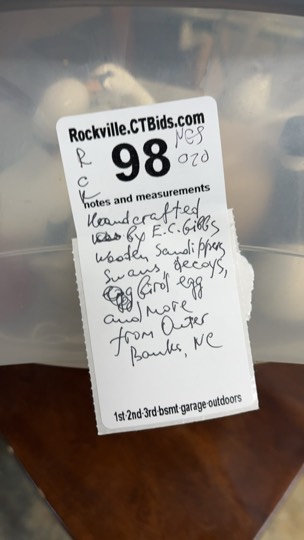 Rockville.CTBids.com
R
C
K
98
NES
020
notes and measurements
Handcrafted
by E.C. Gibbs
wooden Sandpipers
Swans, decoys,
Bird egg
and more
from Outer
Banks, NC
1st-2nd-3rd-bsmt-garage-outdoors